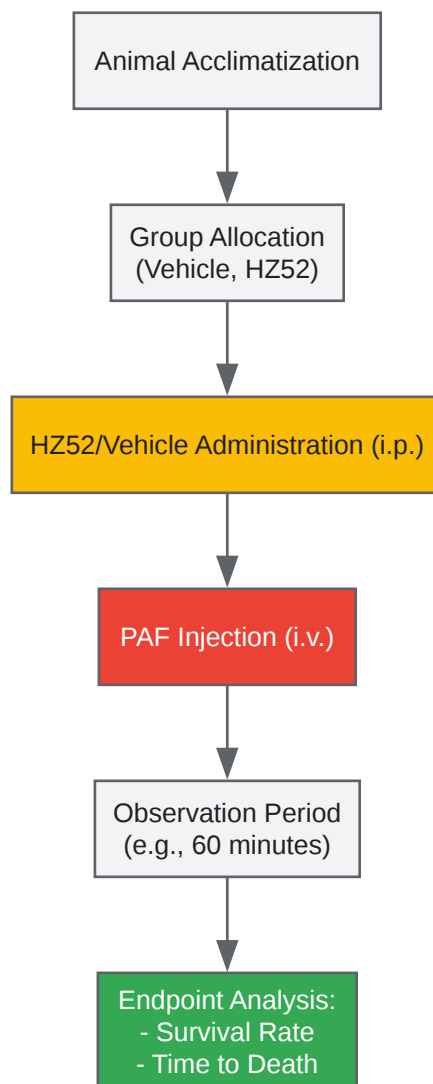 Animal Acclimatization
Group Allocation
(Vehicle, HZ52)
HZ52/Vehicle Administration (i.p.)
PAF Injection (i.v.)
Observation Period
(e.g., 60 minutes)
Endpoint Analysis:
- Survival Rate
- Time to Death